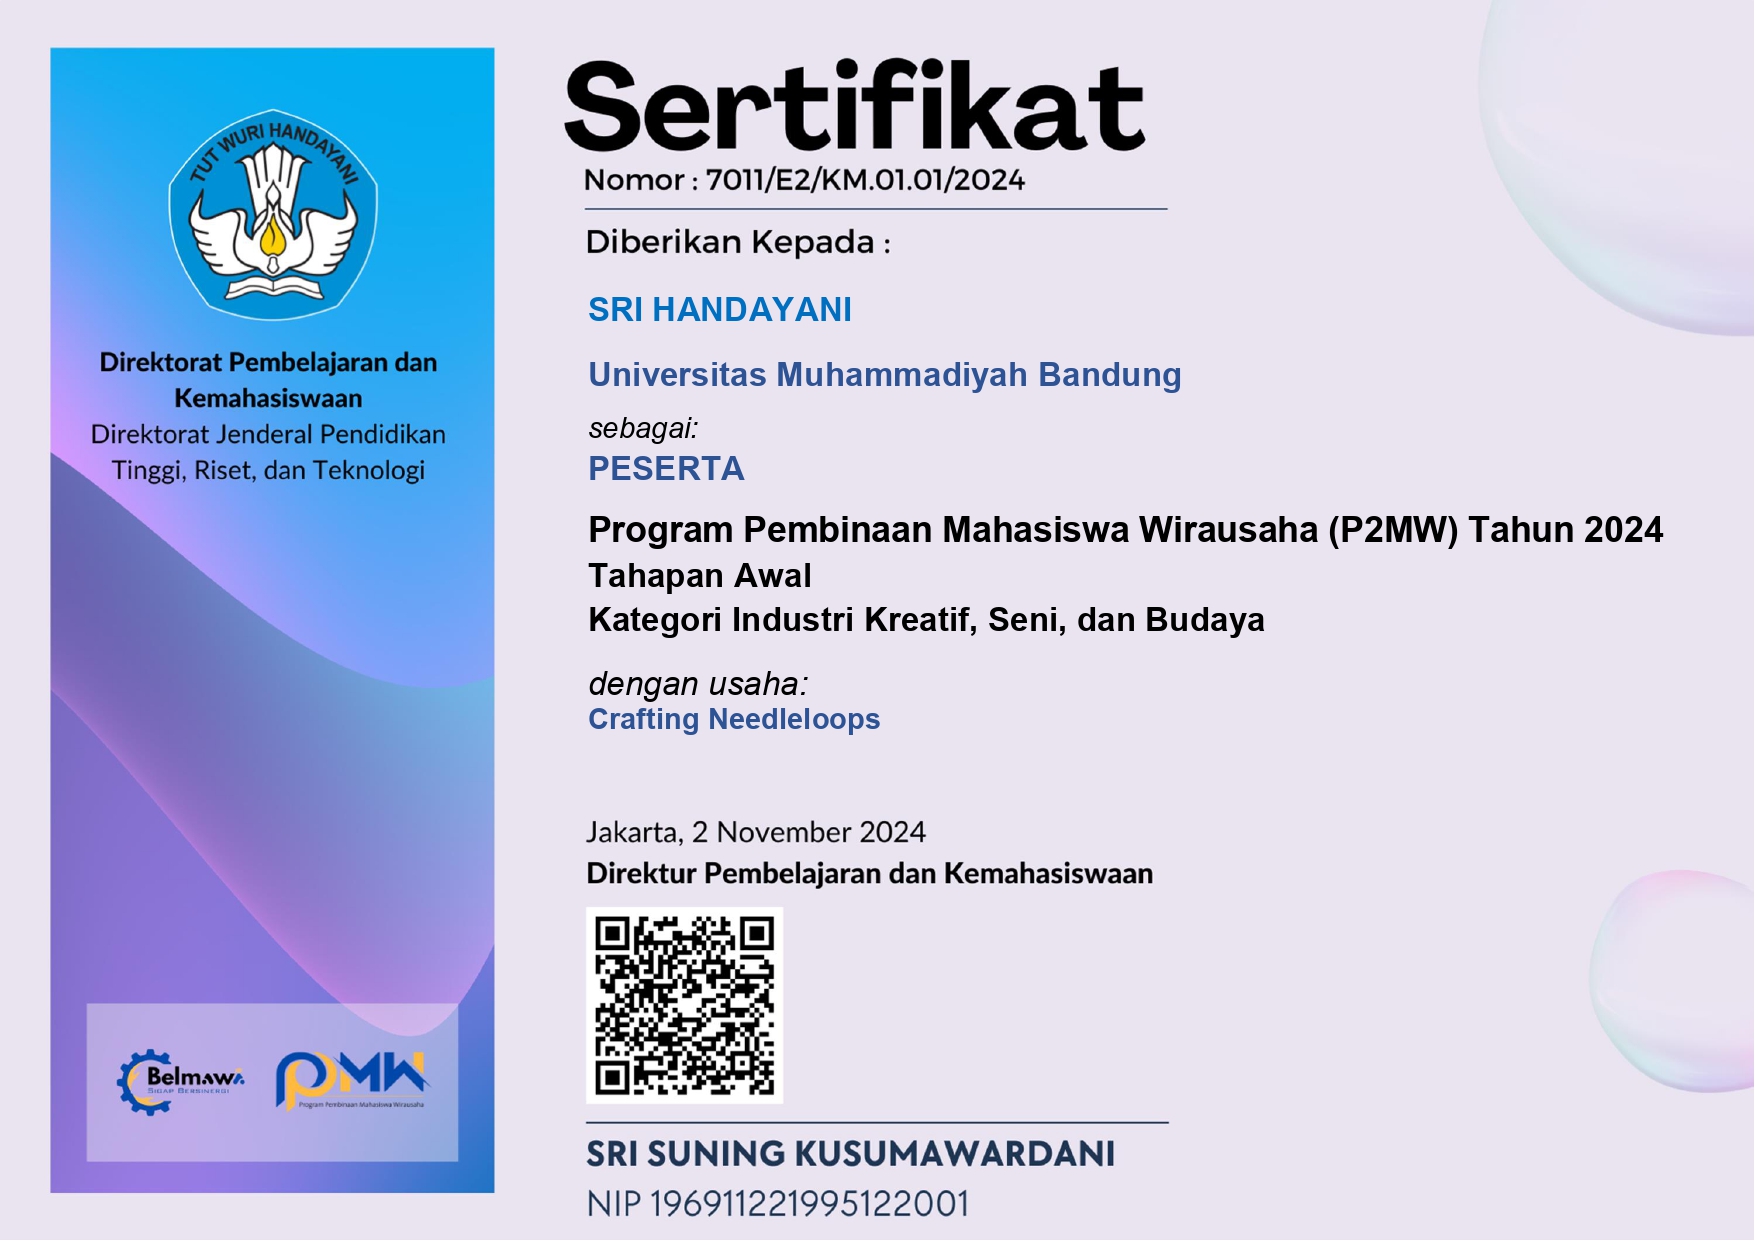 TUT WURI HANDAYANI
Direktorat Pembelajaran dan
Kemahasiswaan
Direktorat Jenderal Pendidikan
Tinggi, Riset, dan Teknologi
Belmawa
SIGAP BERSINERGI
PMW
Program Pembinaan Mahasiswa Wirausaha
Sertifikat
Nomor : 7011/E2/KM.01.01/2024
Diberikan Kepada :
SRI HANDAYANI
Universitas Muhammadiyah Bandung
sebagai:
PESERTA
Program Pembinaan Mahasiswa Wirausaha (P2MW) Tahun 2024
Tahapan Awal
Kategori Industri Kreatif, Seni, dan Budaya
dengan usaha:
Crafting Needleloops
Jakarta, 2 November 2024
Direktur Pembelajaran dan Kemahasiswaan
SRI SUNING KUSUMAWARDANI
NIP 196911221995122001